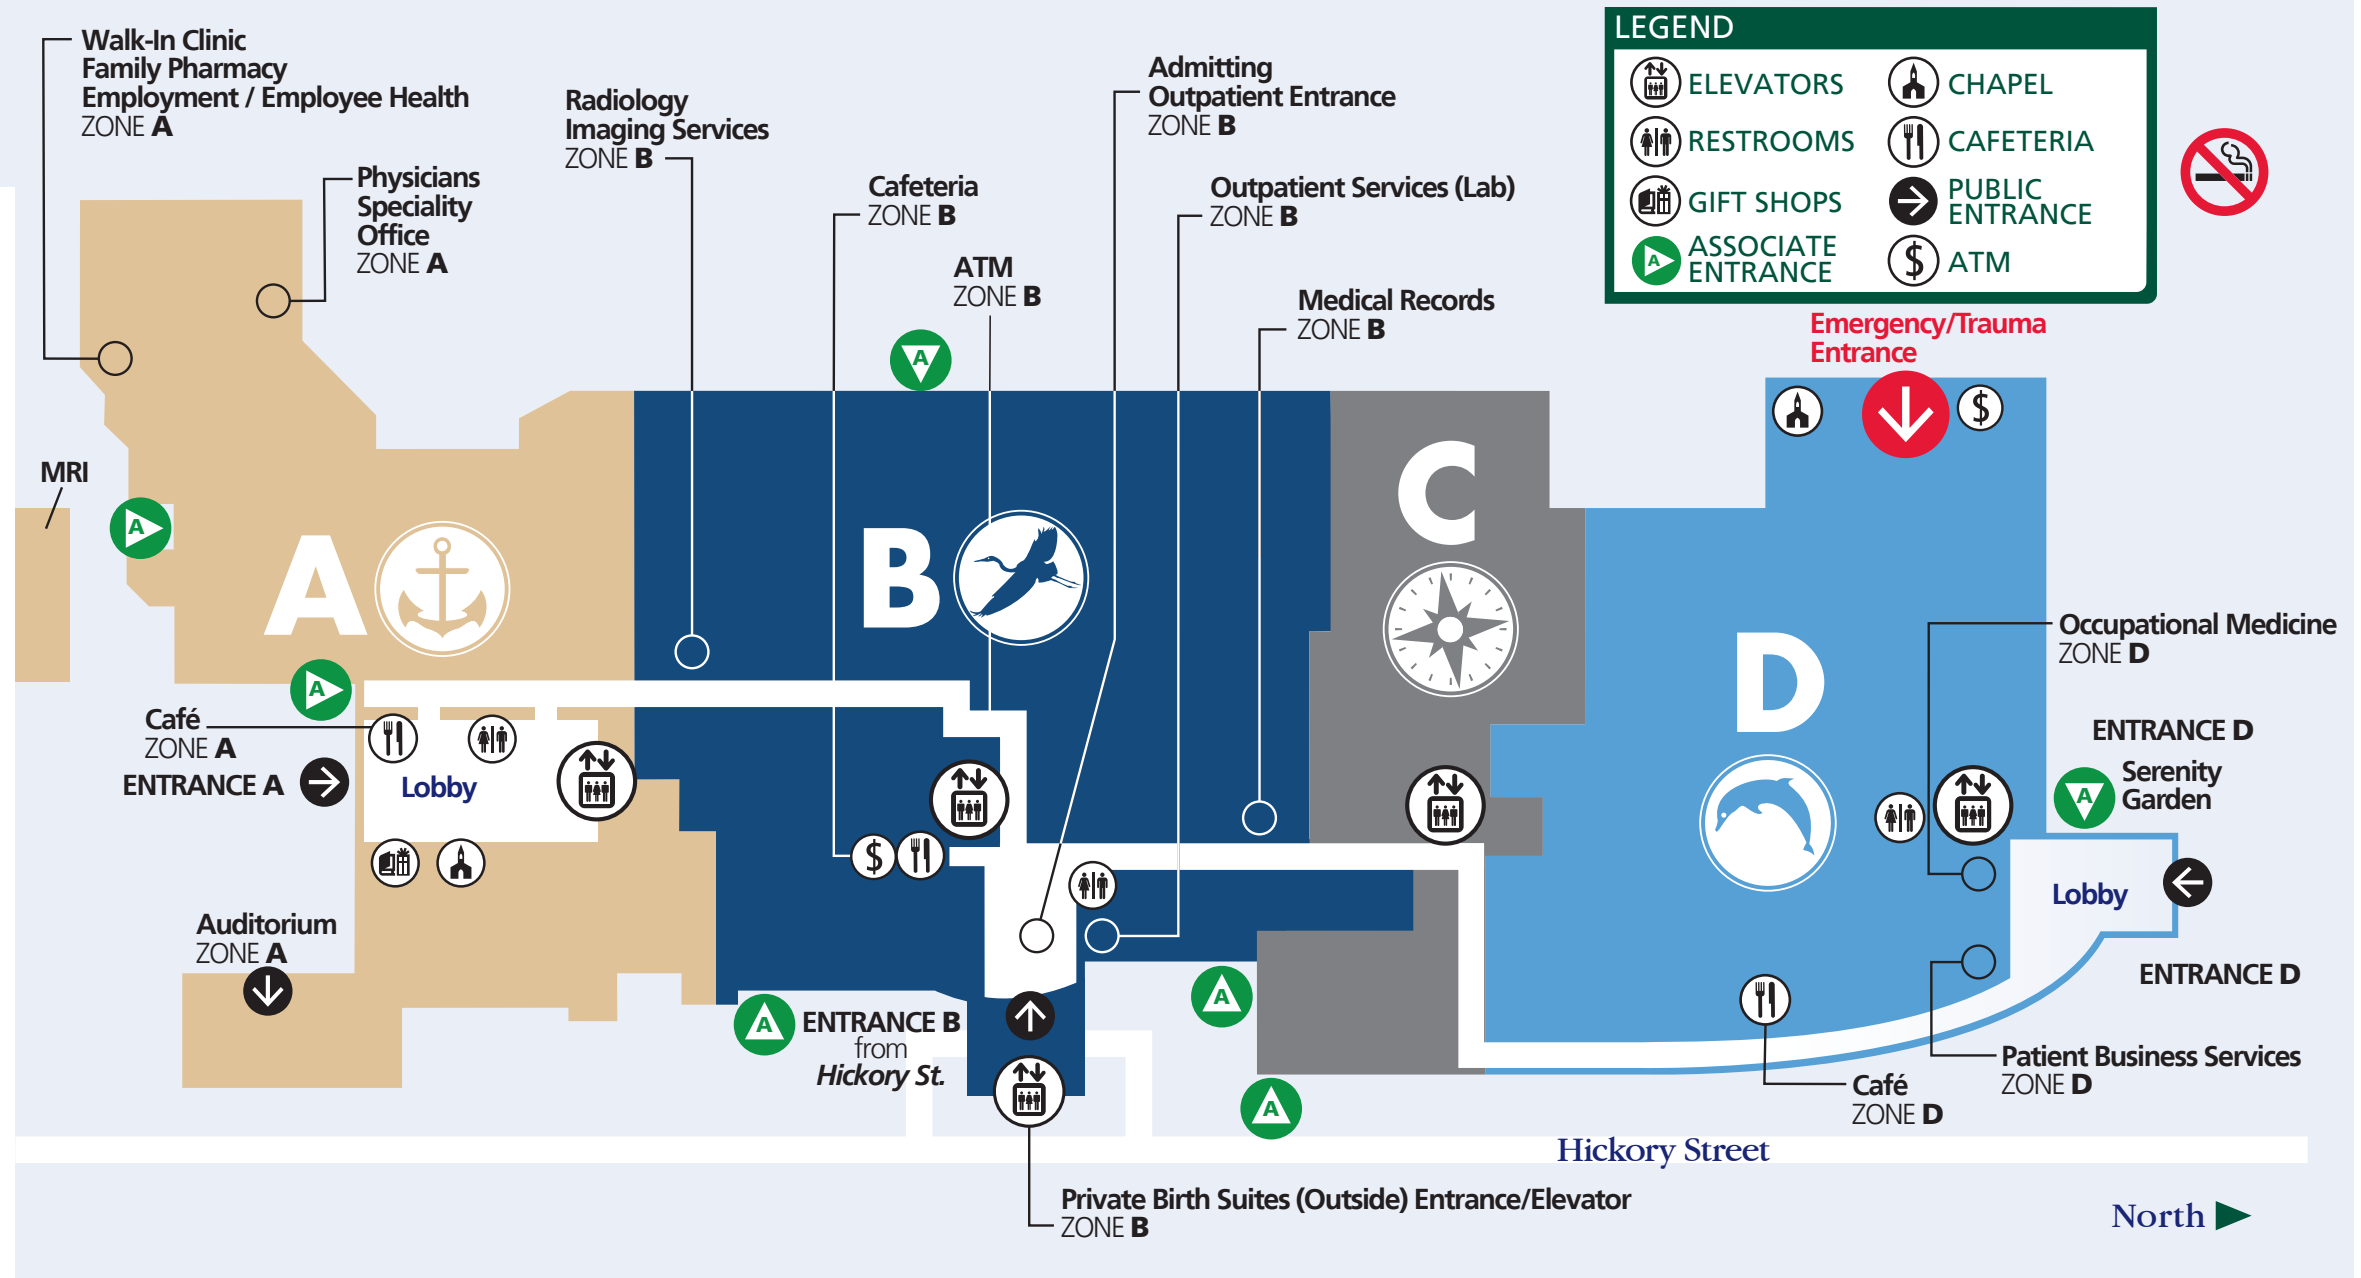 Walk-In Clinic
Family Pharmacy
Employment / Employee Health
ZONE A
Physicians
Speciality
Office
ZONE A
Radiology
Imaging Services
ZONE B
Cafeteria
ZONE B
ATM
ZONE B
Admitting
Outpatient Entrance
ZONE B
Outpatient Services (Lab)
ZONE B
Medical Records
ZONE B
LEGEND
ELEVATORS
CHAPEL
RESTROOMS
CAFETERIA
GIFT SHOPS
PUBLIC
ENTRANCE
A
ASSOCIATE
ENTRANCE
$
ATM
Emergency/Trauma
Entrance
$
A
MRI
A
A
B
C
D
Occupational Medicine
ZONE D
A
Café
ZONE A
ENTRANCE A
Lobby
ENTRANCE D
A
Serenity
Garden
$
Lobby
Auditorium
ZONE A
ENTRANCE D
A
ENTRANCE B
from
Hickory St.
A
A
Café
ZONE D
Patient Business Services
ZONE D
Hickory Street
Private Birth Suites (Outside) Entrance/Elevator
ZONE B
North